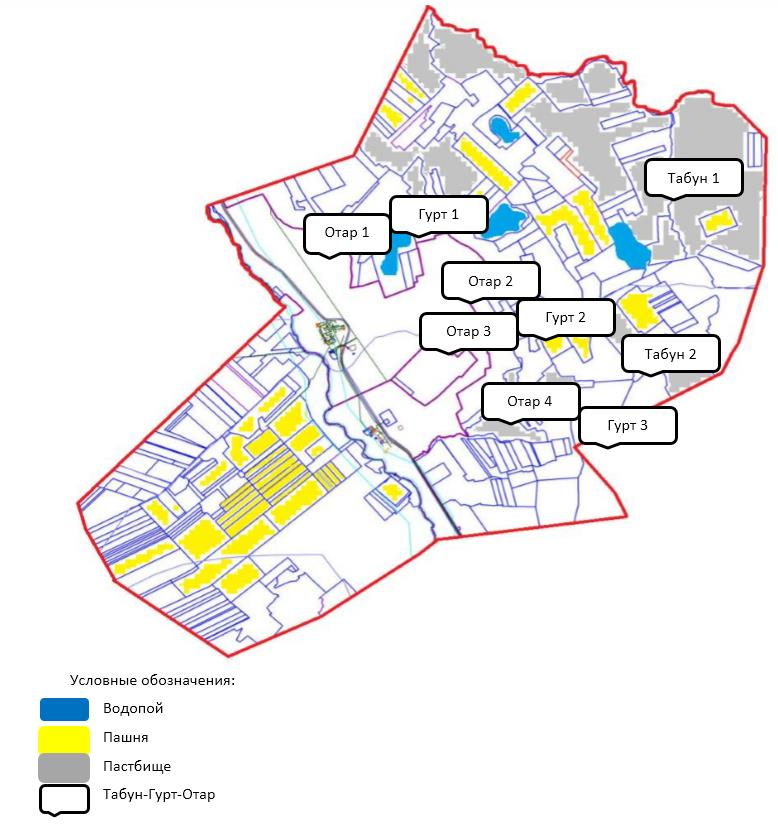 Табун 1
Гурт 1
Отар 1
Отар 2
Гурт 2
Отар 3
Табун 2
Отар 4
Гурт 3
Условные обозначения:
Водопой
Пашня
Пастбище
Табун-Гурт-Отар